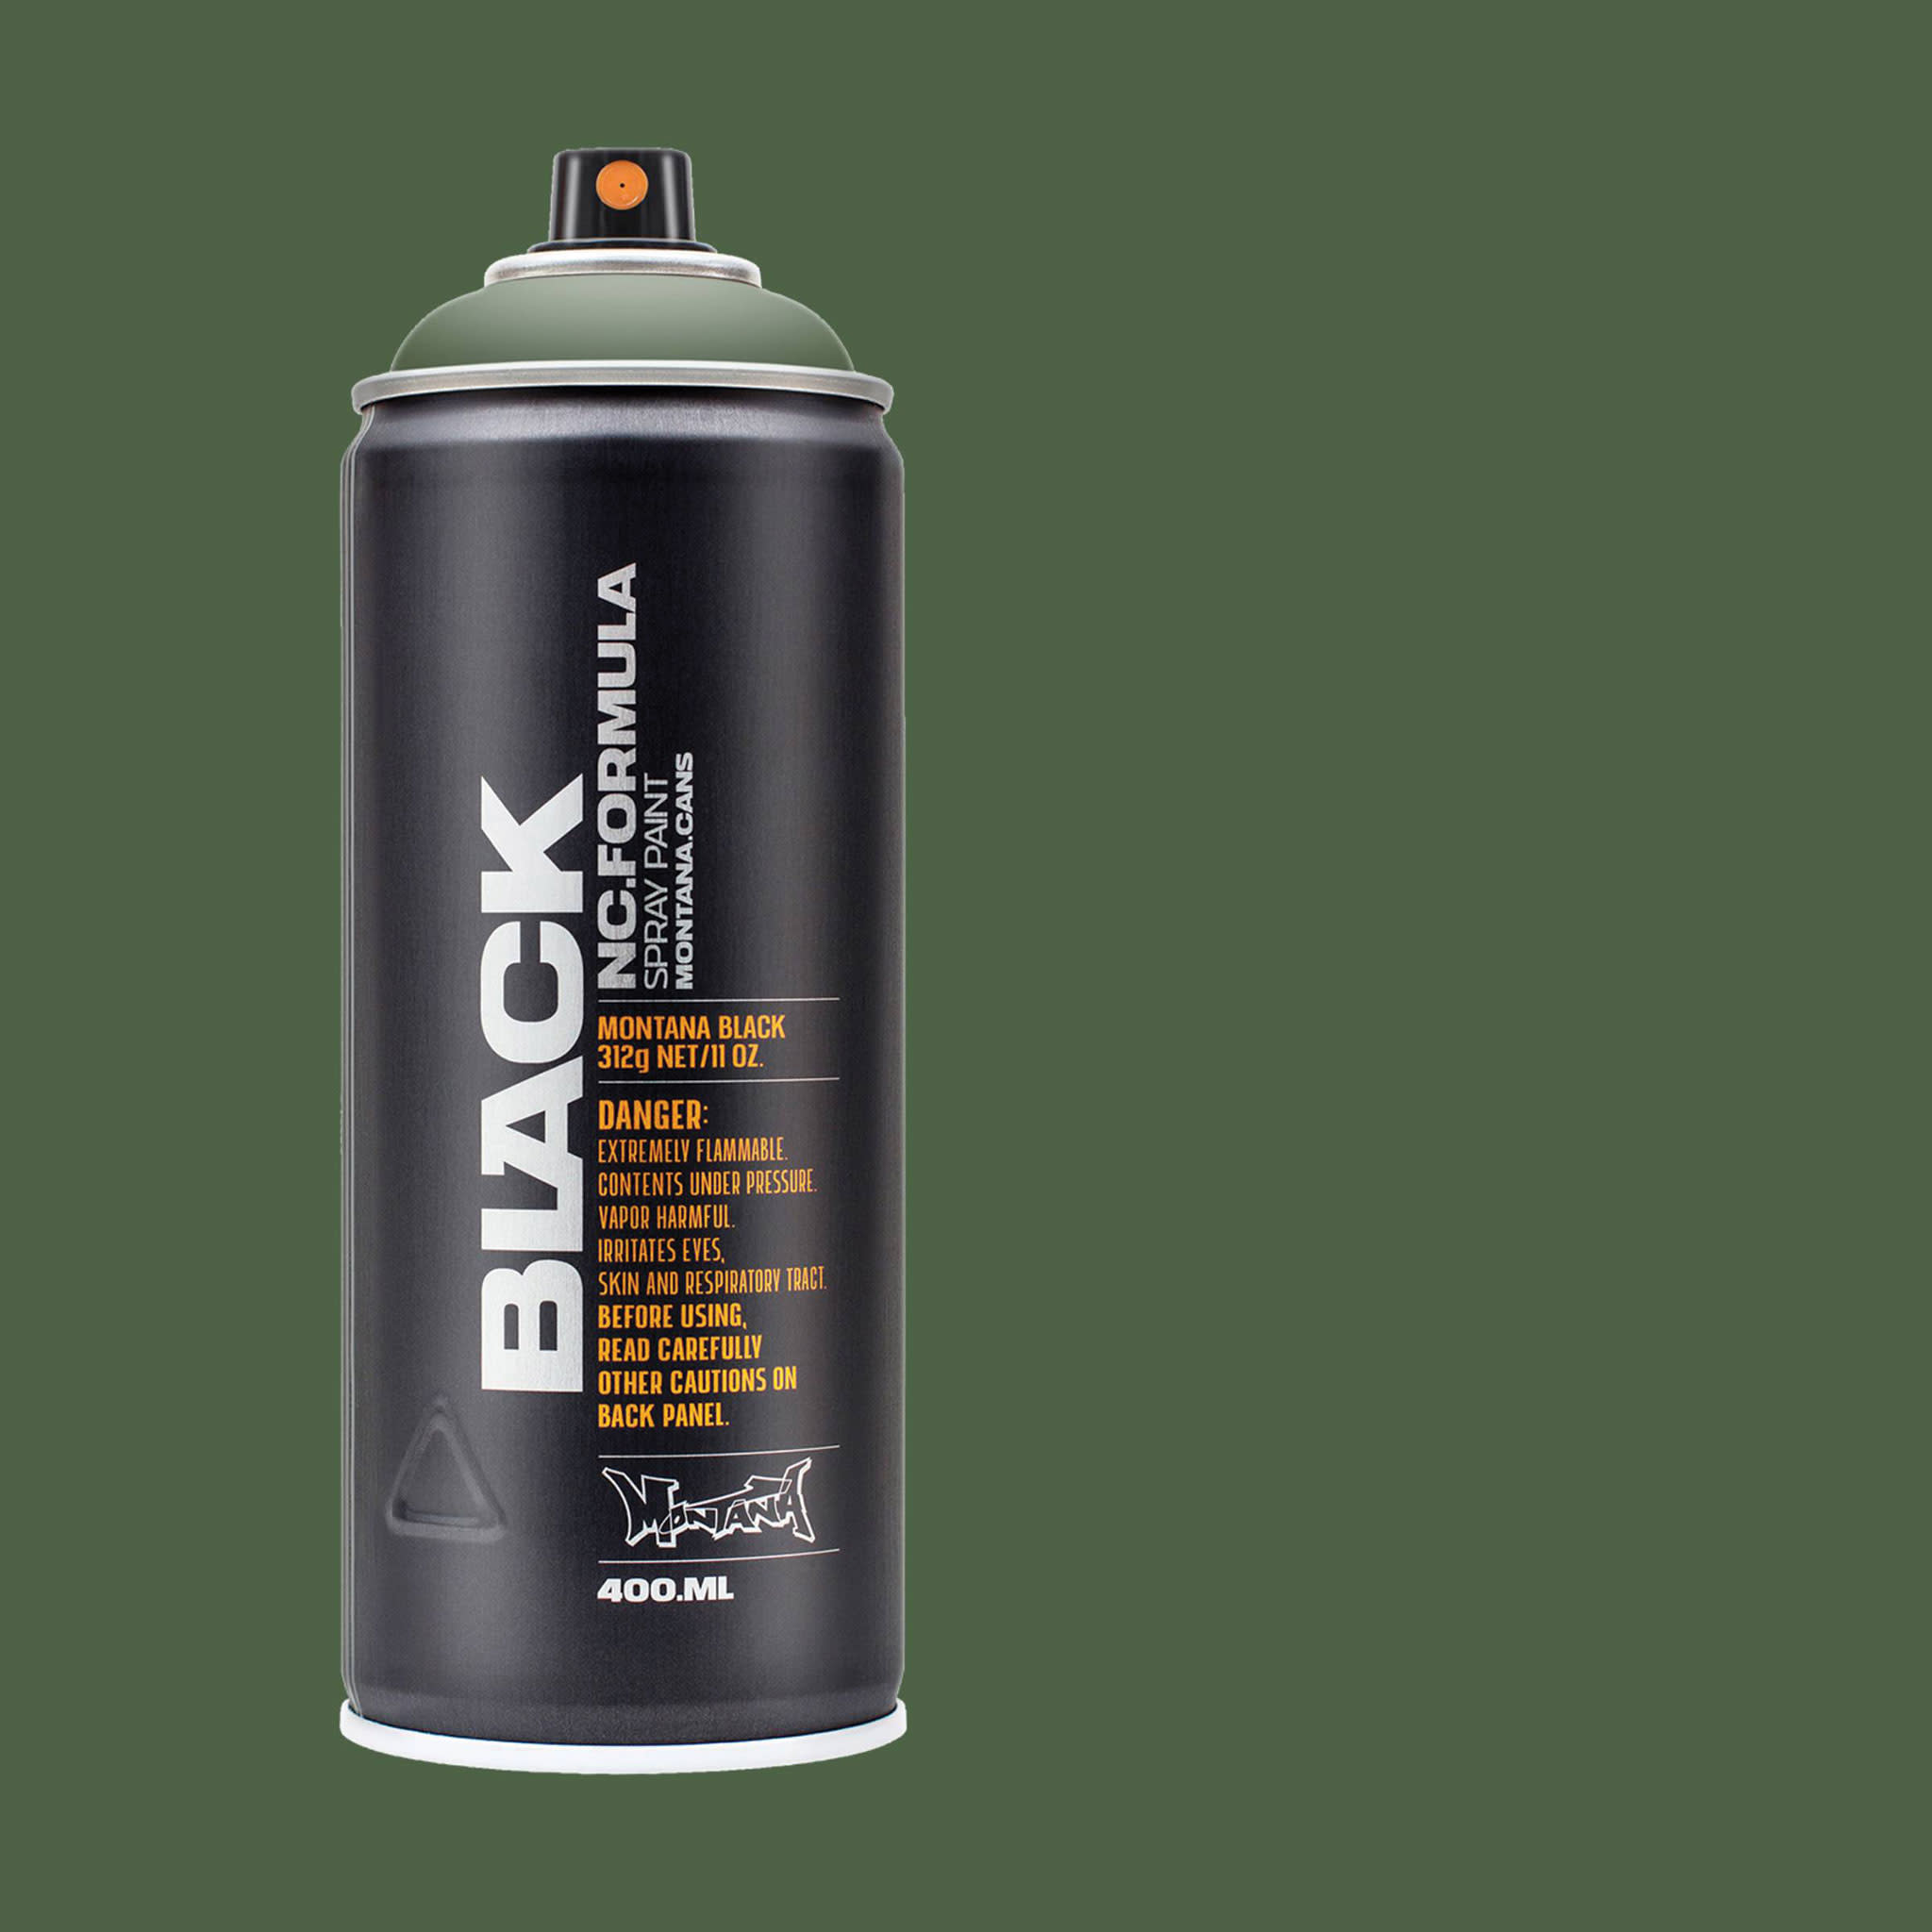 BLACK
NC.FORMULA
SPRAY PAINT
MONTANA.CANS
MONTANA BLACK
312g NET/11 OZ.
DANGER:
EXTREMELY FLAMMABLE.
CONTENTS UNDER PRESSURE.
VAPOR HARMFUL.
IRRITATES EYES,
SKIN AND RESPIRATORY TRACT.
BEFORE USING,
READ CAREFULLY
OTHER CAUTIONS ON
BACK PANEL.
MONTANA
400.ML